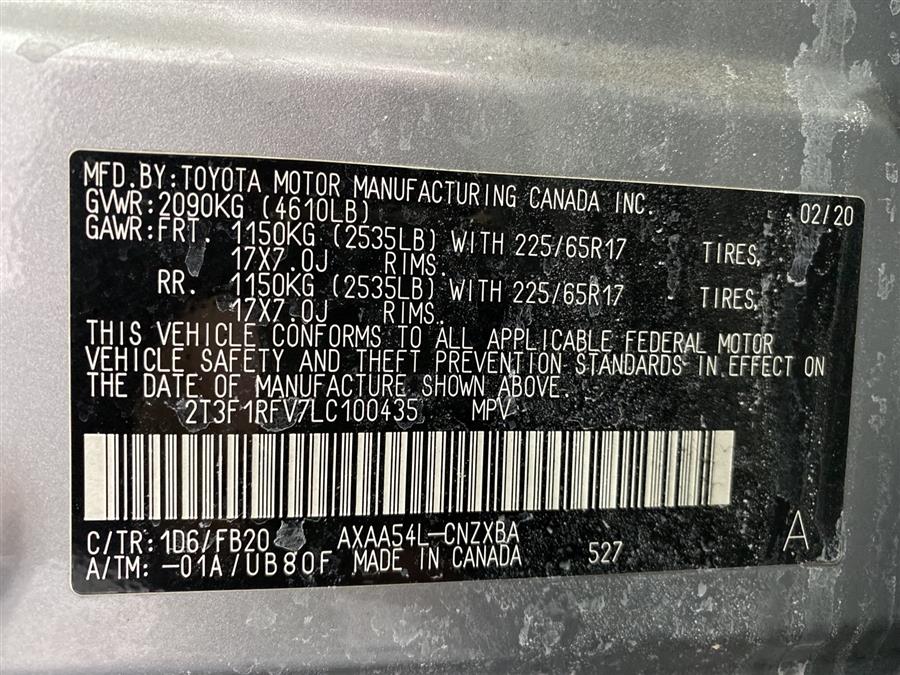 MFD.BY:TOYOTA MOTOR MANUFACTURING CANADA INC. 02/20
GVWR:2090KG (4610LB)
GAWR:FRT. 1150KG (2535LB) WITH 225/65R17 TIRES,
17X7.0J RIMS.
RR. 1150KG (2535LB) WITH 225/65R17 TIRES,
17X7.0J RIMS.
THIS VEHICLE CONFORMS TO ALL APPLICABLE FEDERAL MOTOR
VEHICLE SAFETY AND THEFT PREVENTION STANDARDS IN EFFECT ON
THE DATE OF MANUFACTURE SHOWN ABOVE.
2T3F1RFV7LC100435 MPV
C/TR:1D6/FB20 AXAA54L-CNZXBA
A/TM:-01A/UB80F MADE IN CANADA 527 A